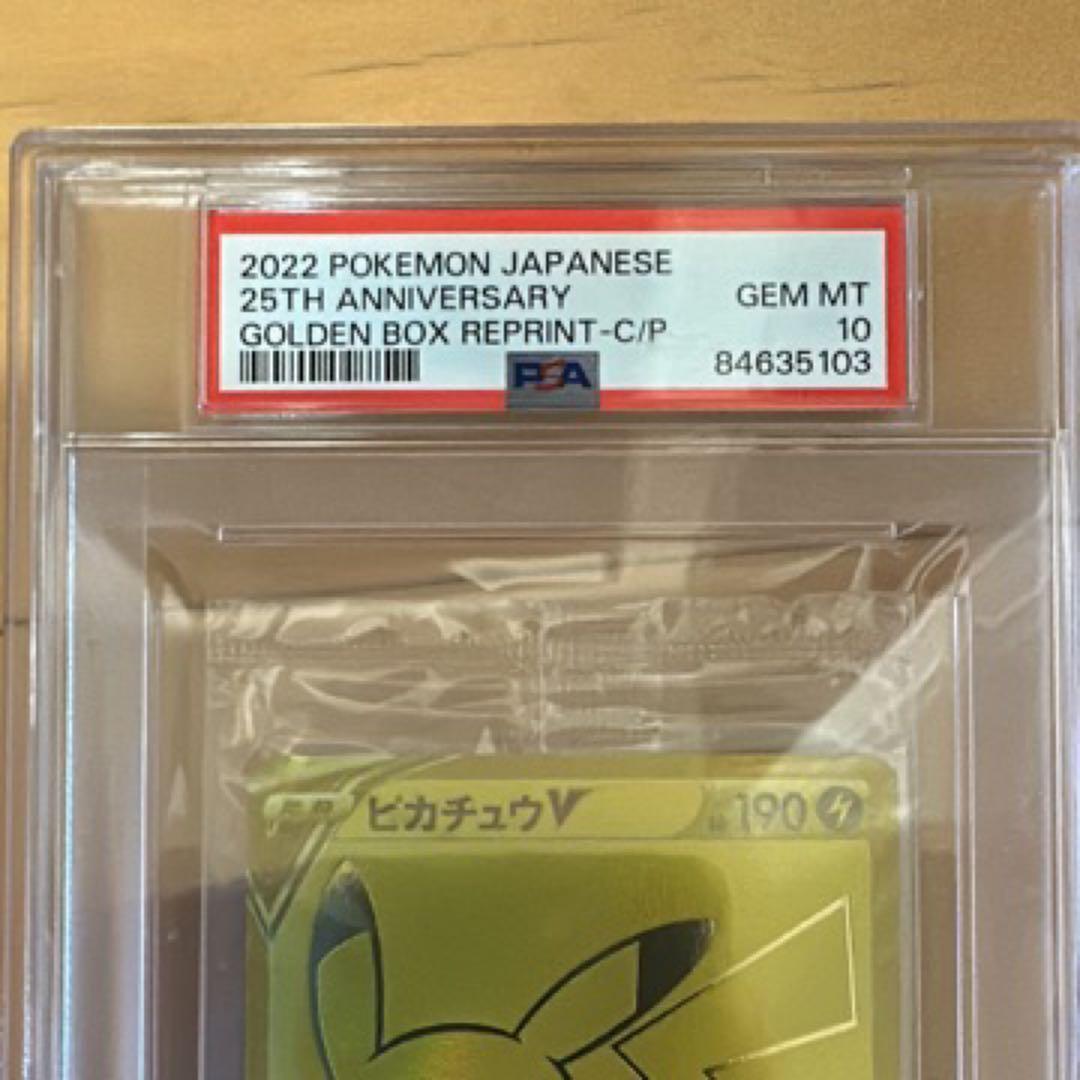 2022 POKEMON JAPANESE
25TH ANNIVERSARY
GOLDEN BOX REPRINT-C/P
GEM MT
10
84635103
PSA
ピカチュウV
190